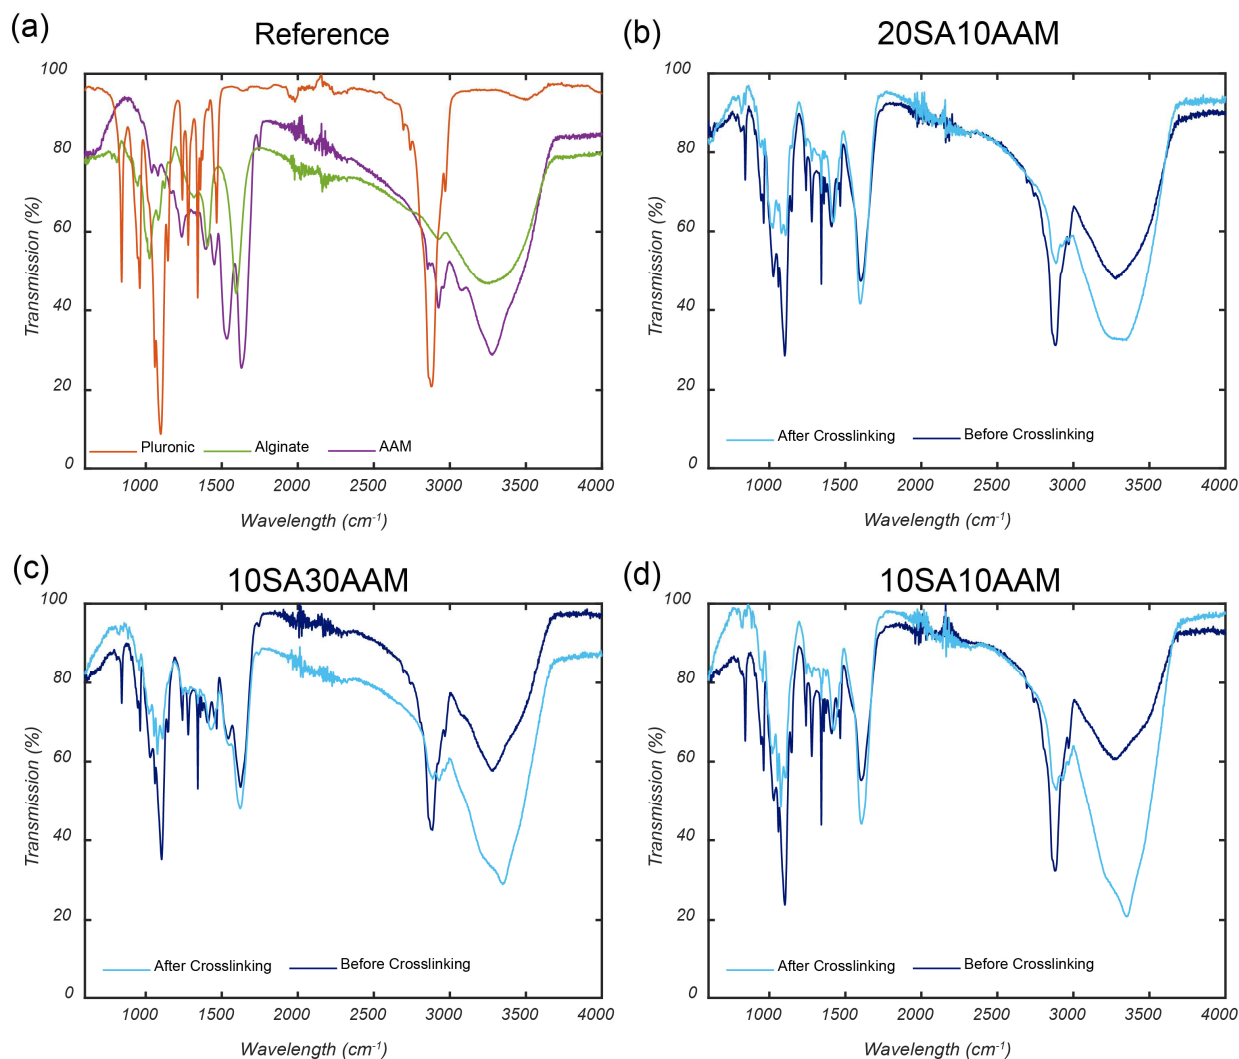 (a)
Reference
100
80
60
40
20
0
Transmission (%)
Pluronic
Alginate
AAM
1000 1500 2000 2500 3000 3500 4000
Wavelength (cm-1)
(b)
20SA10AAM
100
80
60
40
20
0
Transmission (%)
After Crosslinking
Before Crosslinking
1000 1500 2000 2500 3000 3500 4000
Wavelength (cm-1)
(c)
10SA30AAM
100
80
60
40
20
0
Transmission (%)
After Crosslinking
Before Crosslinking
1000 1500 2000 2500 3000 3500 4000
Wavelength (cm-1)
(d)
10SA10AAM
100
80
60
40
20
0
Transmission (%)
After Crosslinking
Before Crosslinking
1000 1500 2000 2500 3000 3500 4000
Wavelength (cm-1)